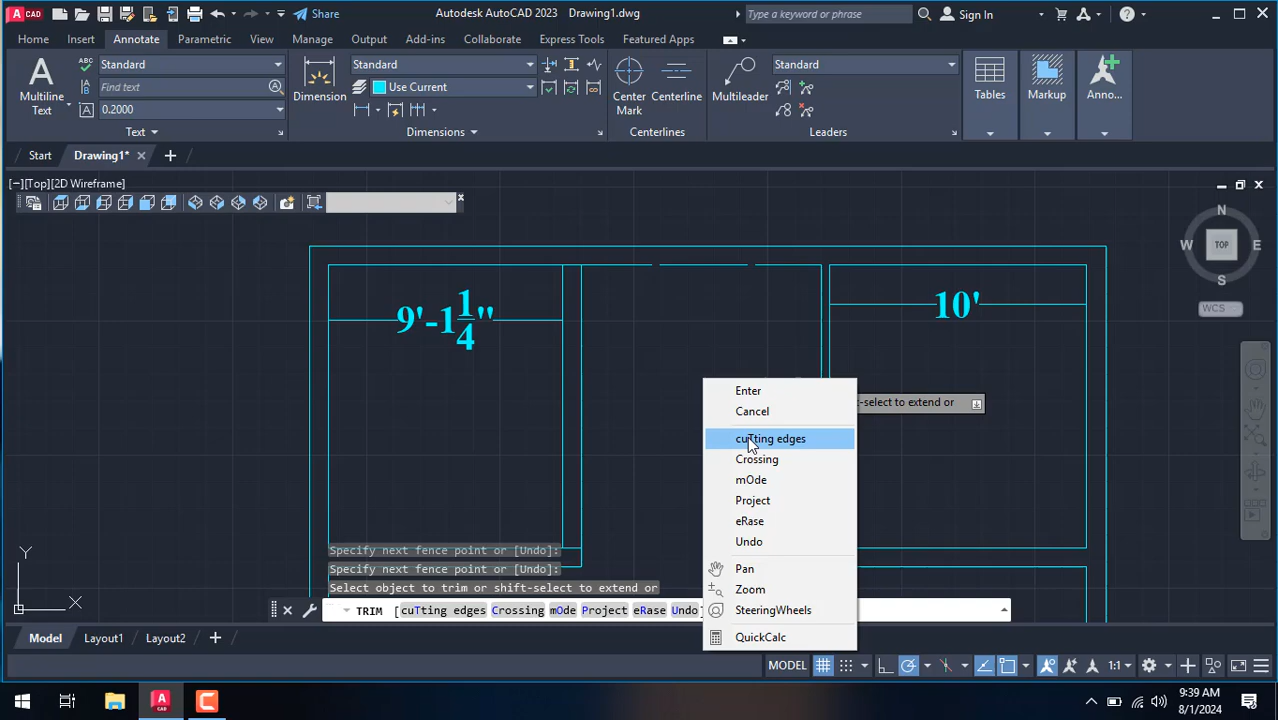 CAD
Share
Autodesk AutoCAD 2023 Drawing1.dwg
Type a keyword or phrase
Sign In
Home Insert Annotate Parametric View Manage Output Add-ins Collaborate Express Tools Featured Apps
Standard
Standard
Standard
Find text
Use Current
Multiline
Text
Dimension
Center
Mark
Centerline
Multileader
Tables
Markup
Anno...
0.2000
Text
Dimensions
Centerlines
Leaders
Start
Drawing1*
[−][Top][2D Wireframe]
N
W
TOP
E
S
WCS
9'-1 1/4"
10'
Enter
Cancel
cuTting edges
Crossing
mOde
Project
eRase
Undo
Pan
Zoom
SteeringWheels
QuickCalc
t-select to extend or
Y
X
Specify next fence point or [Undo]:
Specify next fence point or [Undo]:
Select object to trim or shift-select to extend or
TRIM [cuTting edges Crossing mOde Project eRase Undo]
Model
Layout1
Layout2
MODEL
1:1
9:39 AM
8/1/2024